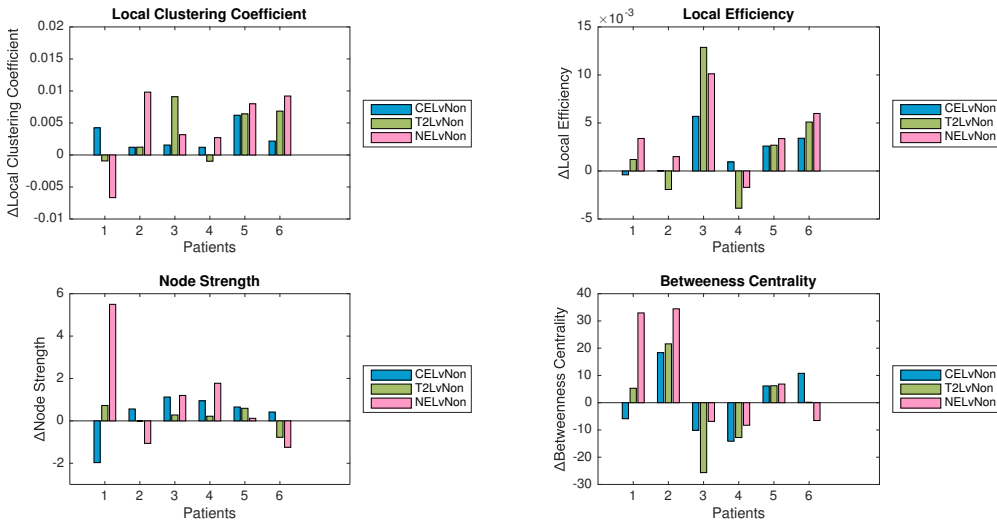 Local Clustering Coefficient
ΔLocal Clustering Coefficient
0.02
0.015
0.01
0.005
0
-0.005
-0.01
1 2 3 4 5 6
Patients
CELvNon
T2LvNon
NELvNon
Local Efficiency
×10-3
ΔLocal Efficiency
15
10
5
0
-5
1 2 3 4 5 6
Patients
CELvNon
T2LvNon
NELvNon
Node Strength
ΔNode Strength
6
4
2
0
-2
1 2 3 4 5 6
Patients
CELvNon
T2LvNon
NELvNon
Betweeness Centrality
ΔBetweenness Centrality
40
30
20
10
0
-10
-20
-30
1 2 3 4 5 6
Patients
CELvNon
T2LvNon
NELvNon